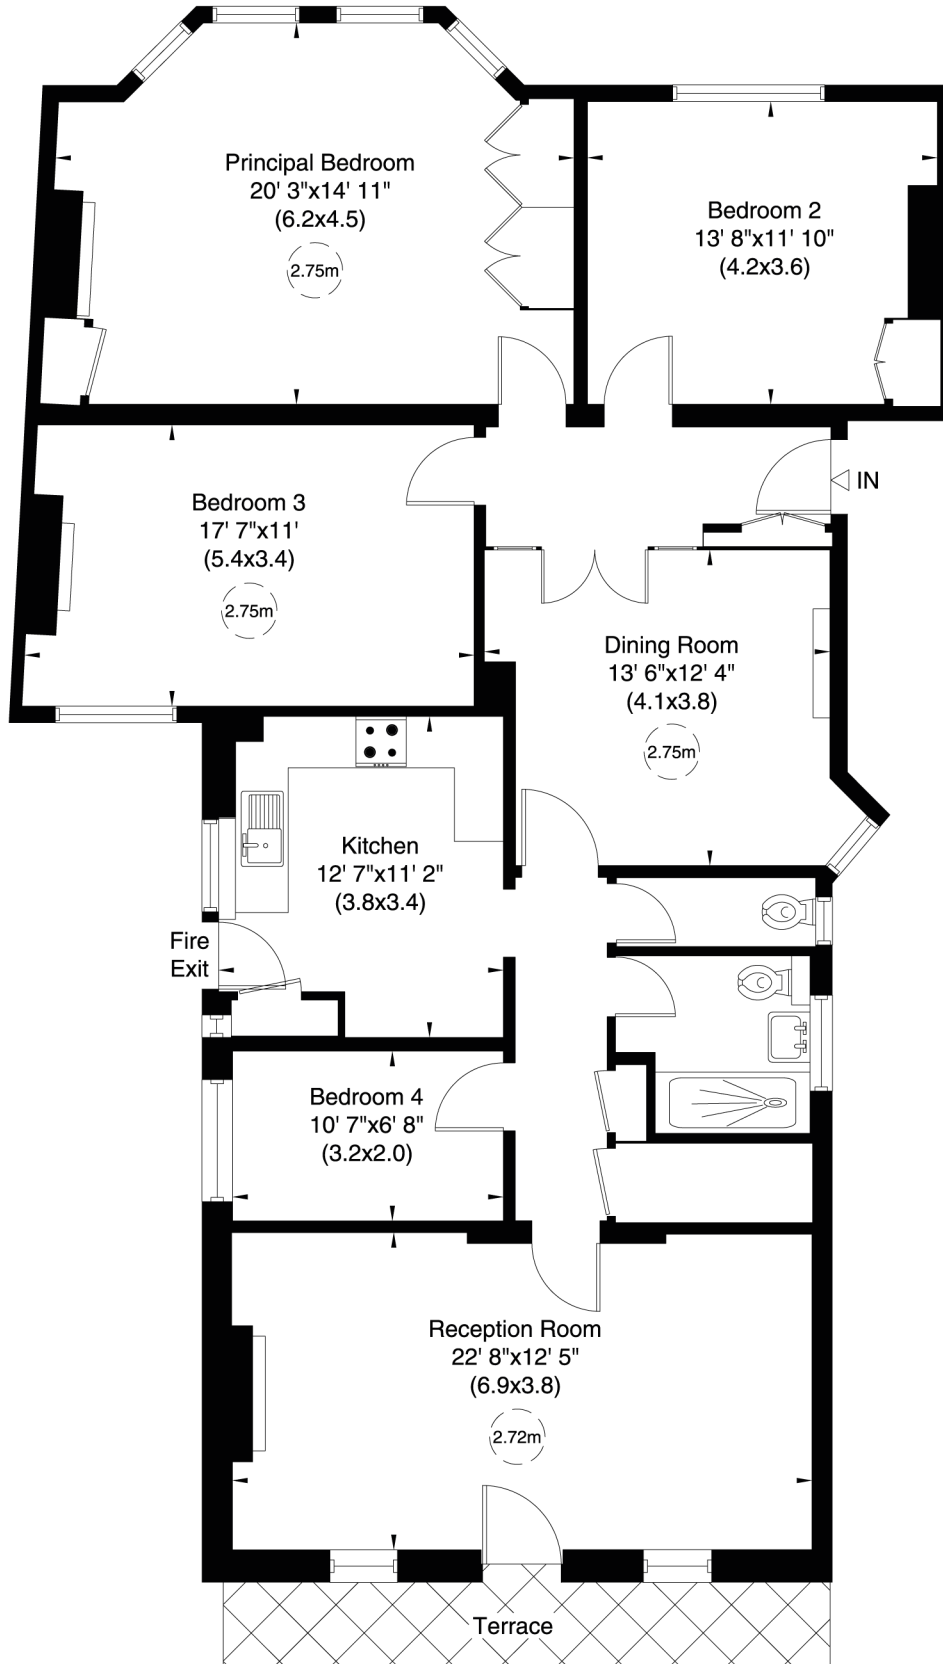 Principal Bedroom
20' 3"x14' 11"
(6.2x4.5)
2.75m
Bedroom 2
13' 8"x11' 10"
(4.2x3.6)
IN
Bedroom 3
17' 7"x11'
(5.4x3.4)
2.75m
Dining Room
13' 6"x12' 4"
(4.1x3.8)
2.75m
Kitchen
12' 7"x11' 2"
(3.8x3.4)
Fire
Exit
Bedroom 4
10' 7"x6' 8"
(3.2x2.0)
Reception Room
22' 8"x12' 5"
(6.9x3.8)
2.72m
Terrace